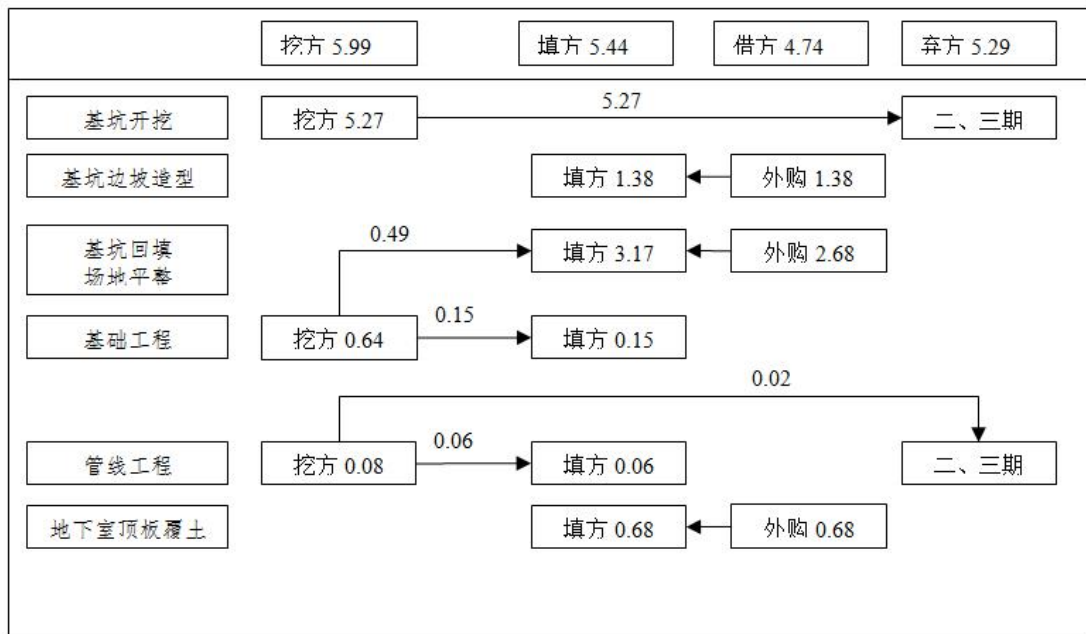 挖方 5.99 填方 5.44 借方 4.74 弃方 5.29
5.27
基坑开挖 挖方 5.27 二、三期
基坑边坡造型 填方 1.38 外购 1.38
0.49
基坑回填
场地平整
填方 3.17 外购 2.68
0.15
基础工程 挖方 0.64 填方 0.15
0.02
0.06
管线工程 挖方 0.08 填方 0.06 二、三期
地下室顶板覆土 填方 0.68 外购 0.68